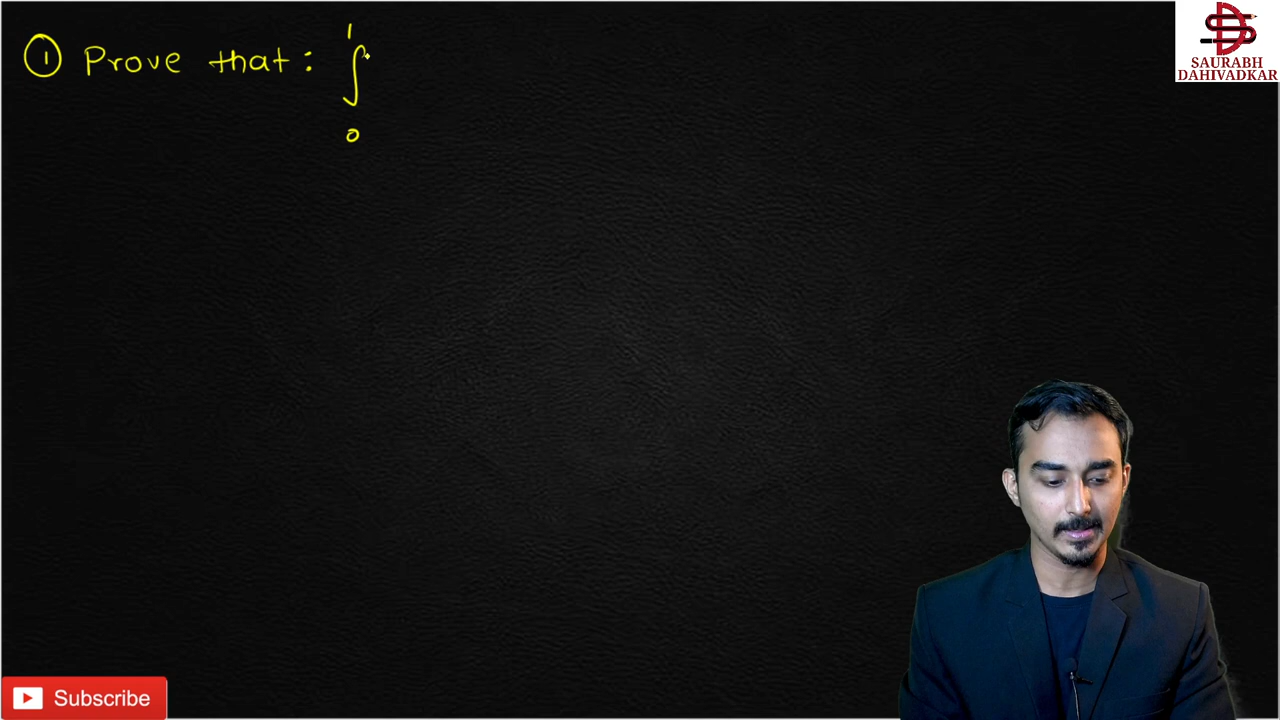 ① Prove that : ∫₀¹
SAURABH
DAHIVADKAR
Subscribe